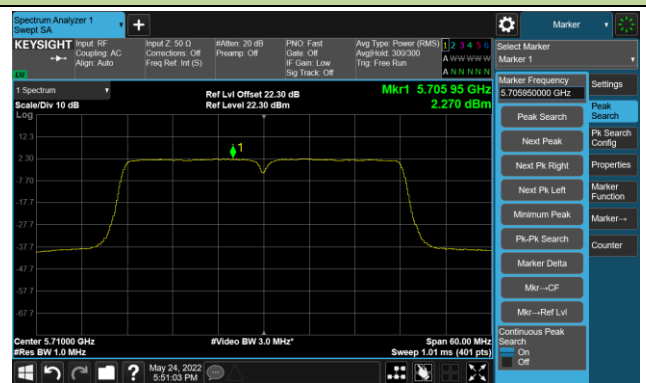 Spectrum Analyzer 1
Swept SA
+
Marker
KEYSIGHT
Input: RF
Coupling: AC
Align: Auto
Input Z: 50 Ω
Corrections: Off
Freq Ref: Int (S)
#Atten: 20 dB
Preamp: Off
PNO: Fast
Gate: Off
IF Gain: Low
Sig Track: Off
Avg Type: Power (RMS)
Avg|Hold: 300/300
Trig: Free Run
1 2 3 4 5 6
A W W W W W
A N N N N N
LXI
Select Marker
Marker 1
1 Spectrum
Scale/Div 10 dB
Log
Ref Lvl Offset 22.30 dB
Ref Level 22.30 dBm
Mkr1 5.705 95 GHz
2.270 dBm
12.3
2.30
-7.70
-17.7
-27.7
-37.7
-47.7
-57.7
-67.7
1
Center 5.71000 GHz
#Res BW 1.0 MHz
#Video BW 3.0 MHz*
Span 60.00 MHz
Sweep 1.01 ms (401 pts)
Marker Frequency
5.705950000 GHz
Peak Search
Next Peak
Next Pk Right
Next Pk Left
Minimum Peak
Pk-Pk Search
Marker Delta
Mkr→CF
Mkr→Ref Lvl
Continuous Peak
Search
On
Off
Settings
Peak
Search
Pk Search
Config
Properties
Marker
Function
Marker→
Counter
?
May 24, 2022
5:51:03 PM